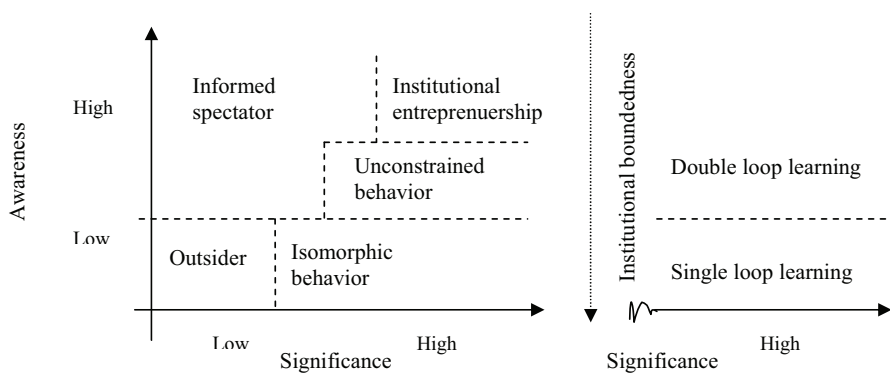 Awareness
High
Low
Informed
spectator
Institutional
entreprenuership
Unconstrained
behavior
Outsider
Isomorphic
behavior
Low
High
Significance
Institutional boundedness
Double loop learning
Single loop learning
Significance
High